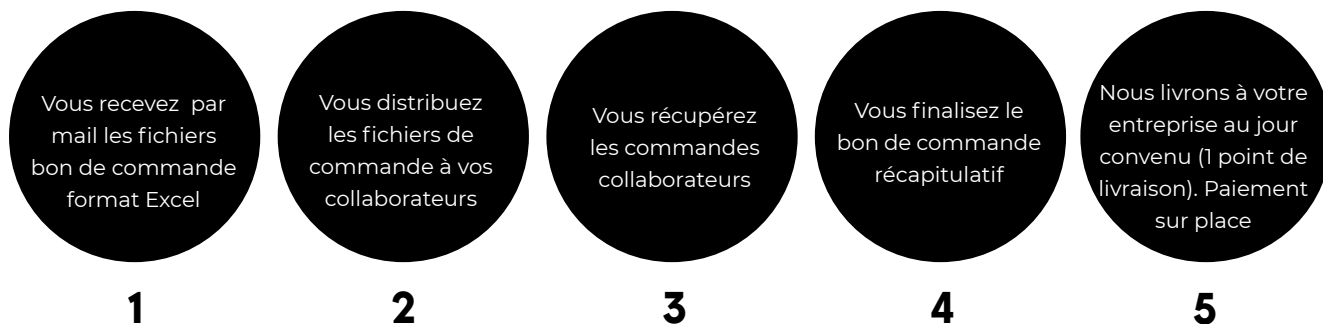 Vous recevez par
mail les fichiers
bon de commande
format Excel
1
Vous distribuez
les fichiers de
commande à vos
collaborateurs
2
Vous récupérez
les commandes
collaborateurs
3
Vous finalisez le
bon de commande
récapitulatif
4
Nous livrons à votre
entreprise au jour
convenu (1 point de
livraison). Paiement
sur place
5